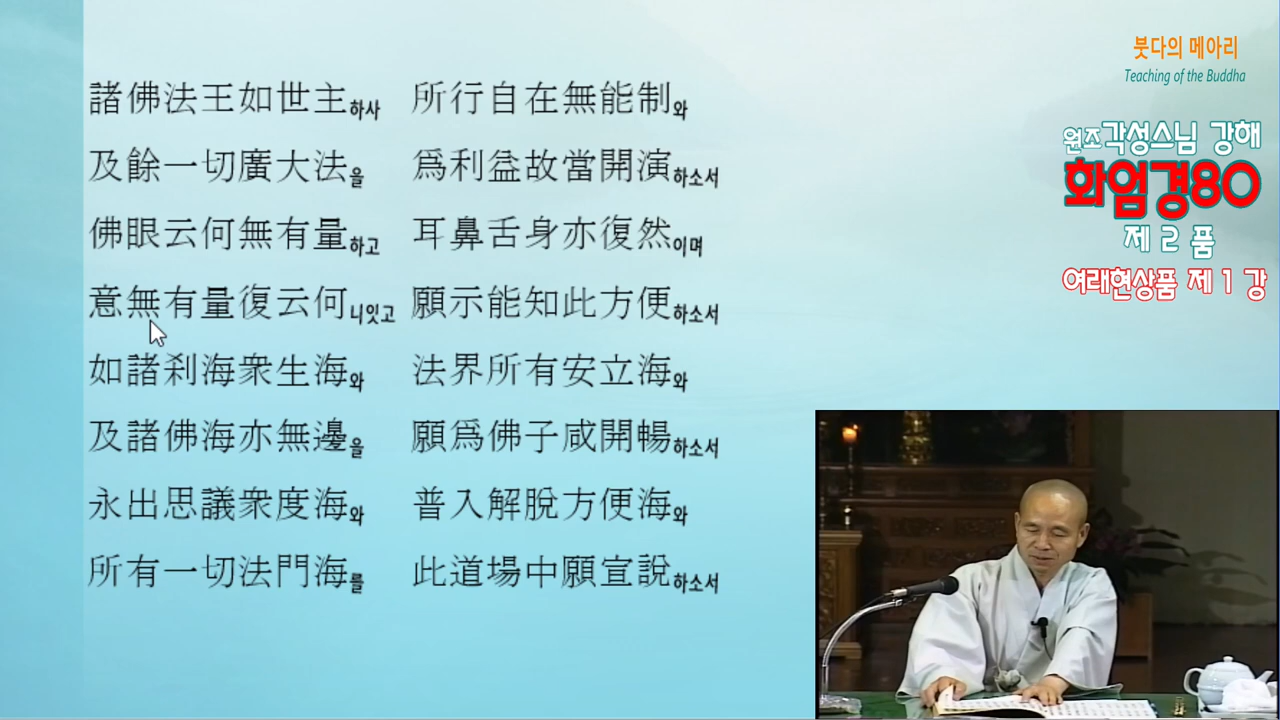 諸佛法王如世主하사 所行自在無能制와
及餘一切廣大法을 爲利益故當開演하소서
佛眼云何無有量하고 耳鼻舌身亦復然이며
意無有量復云何니잇고 願示能知此方便하소서
如諸刹海衆生海와 法界所有安立海와
及諸佛海亦無邊을 願爲佛子咸開暢하소서
永出思議衆度海와 普入解脫方便海와
所有一切法門海를 此道場中願宣說하소서
붓다의 메아리
Teaching of the Buddha
원조각성스님 강해
화엄경80
제 2 품
여래현상품 제 1 강